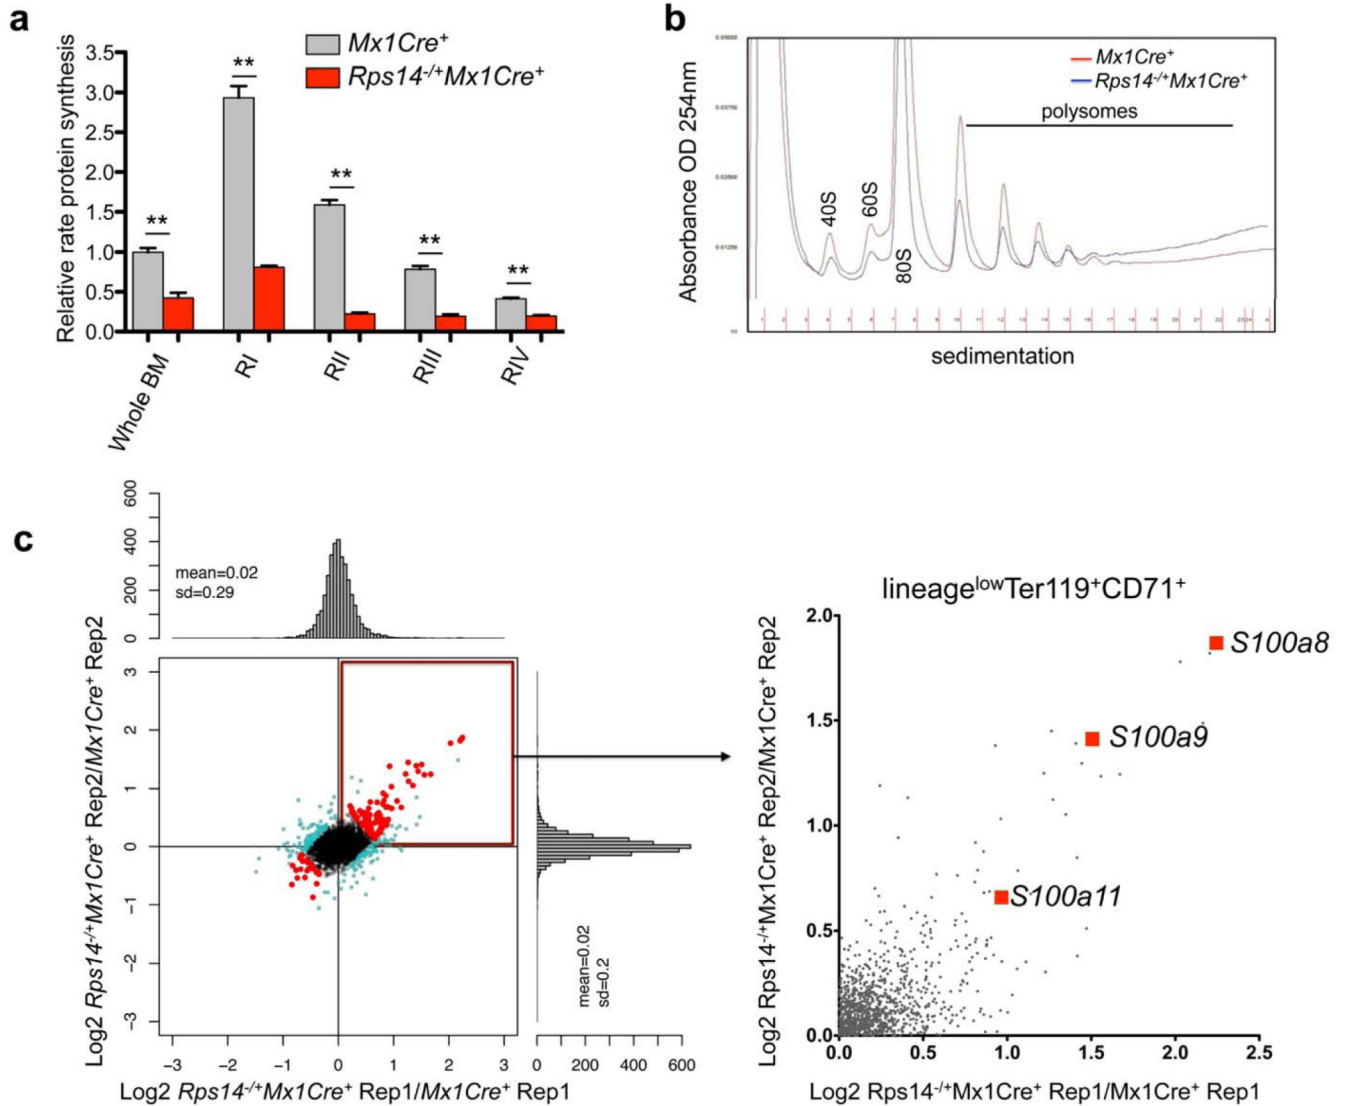 a
Relative rate protein synthesis
3.5
3.0
2.5
2.0
1.5
1.0
0.5
0.0
Mx1Cre+
Rps14-/+Mx1Cre+
**
**
**
**
**
Whole BM
RI
RII
RIII
RIV
b
Absorbance OD 254nm
Mx1Cre+
Rps14-/+Mx1Cre+
polysomes
40S
60S
80S
sedimentation
c
600
400
200
0
mean=0.02
sd=0.29
Log2 Rps14-/+Mx1Cre+ Rep2/Mx1Cre+ Rep2
3
2
1
0
−1
−2
−3
−3 −2 −1 0 1 2 3
Log2 Rps14-/+Mx1Cre+ Rep1/Mx1Cre+ Rep1
mean=0.02
sd=0.2
0 200 400 600
lineagelowTer119+CD71+
Log2 Rps14-/+Mx1Cre+ Rep2/Mx1Cre+ Rep2
2.0
1.5
1.0
0.5
0.0
S100a8
S100a9
S100a11
0.0 0.5 1.0 1.5 2.0 2.5
Log2 Rps14-/+Mx1Cre+ Rep1/Mx1Cre+ Rep1